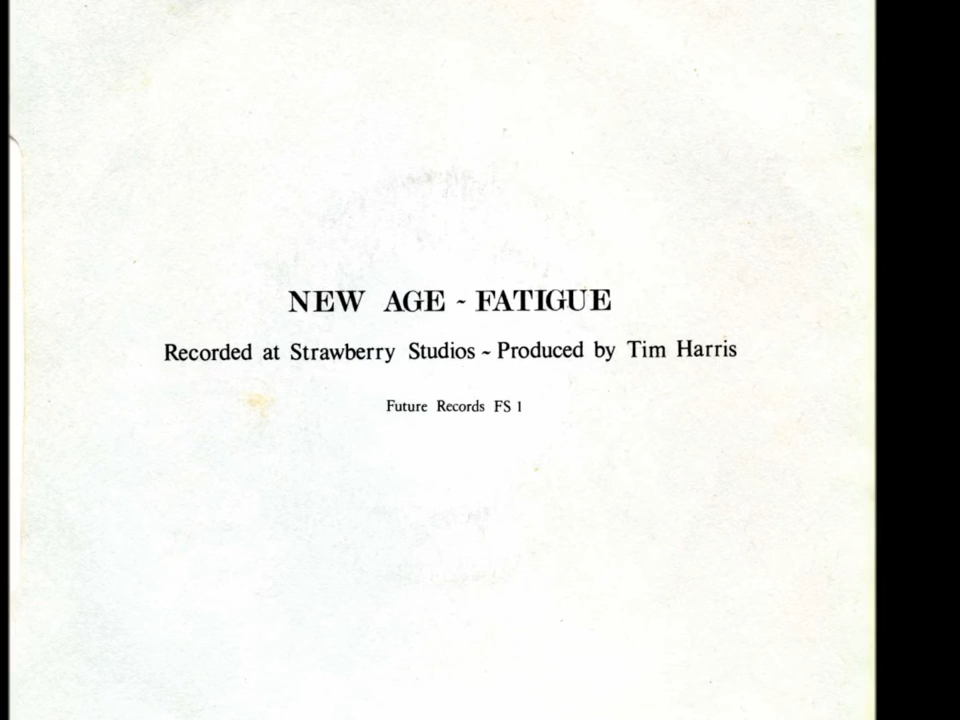 NEW AGE ~ FATIGUE
Recorded at Strawberry Studios ~ Produced by Tim Harris
Future Records FS 1